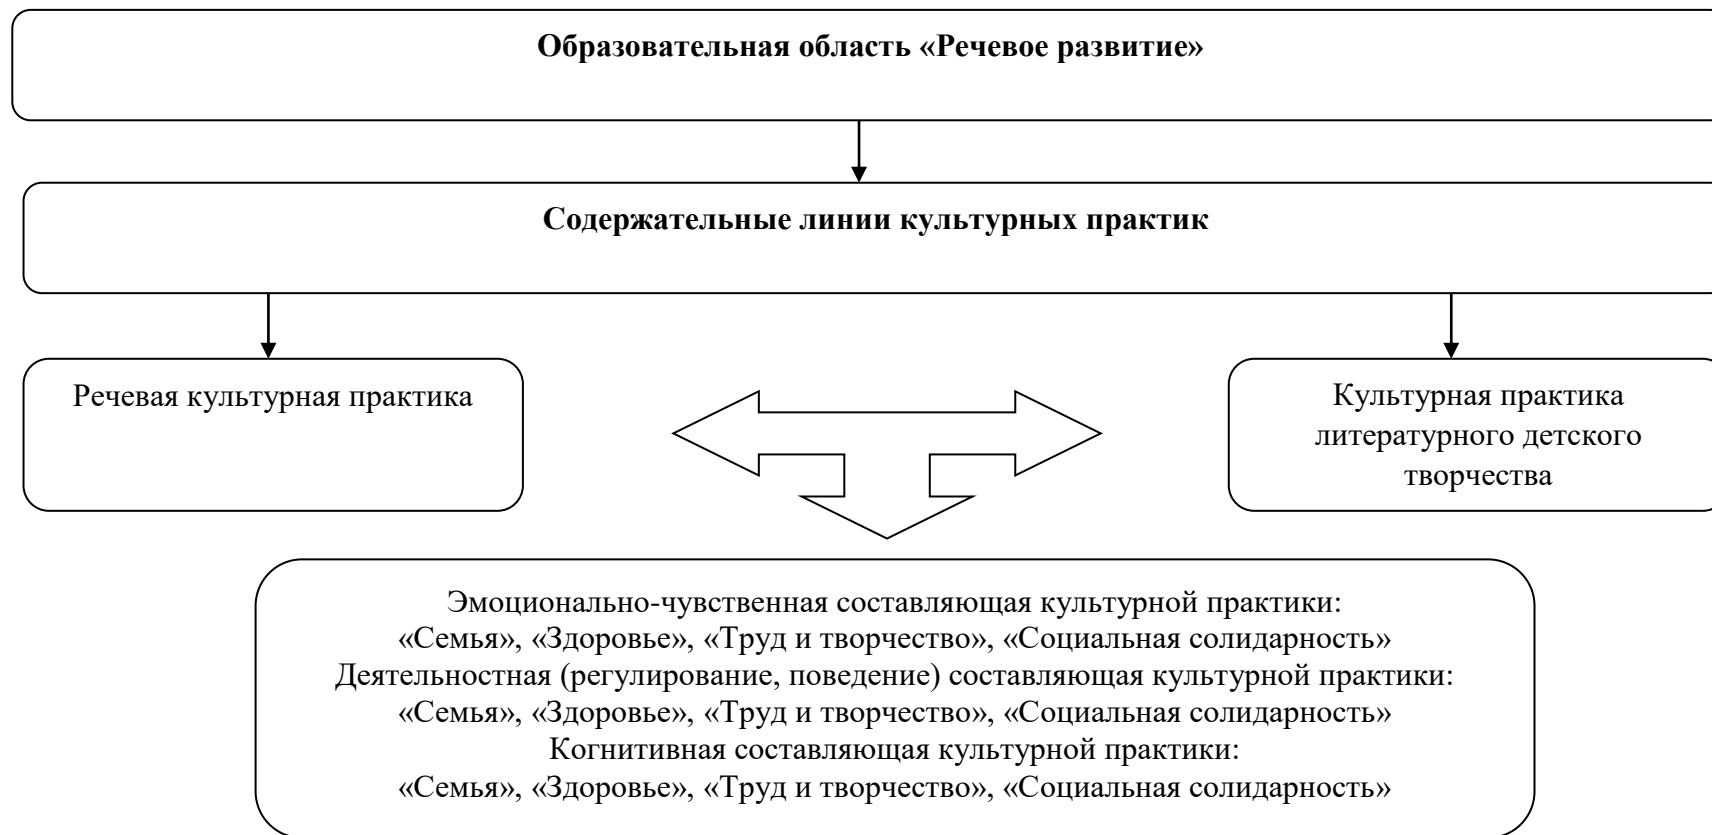 Образовательная область «Речевое развитие»
Содержательные линии культурных практик
Речевая культурная практика
Культурная практика
литературного детского
творчества
Эмоционально-чувственная составляющая культурной практики:
«Семья», «Здоровье», «Труд и творчество», «Социальная солидарность»
Деятельностная (регулирование, поведение) составляющая культурной практики:
«Семья», «Здоровье», «Труд и творчество», «Социальная солидарность»
Когнитивная составляющая культурной практики:
«Семья», «Здоровье», «Труд и творчество», «Социальная солидарность»